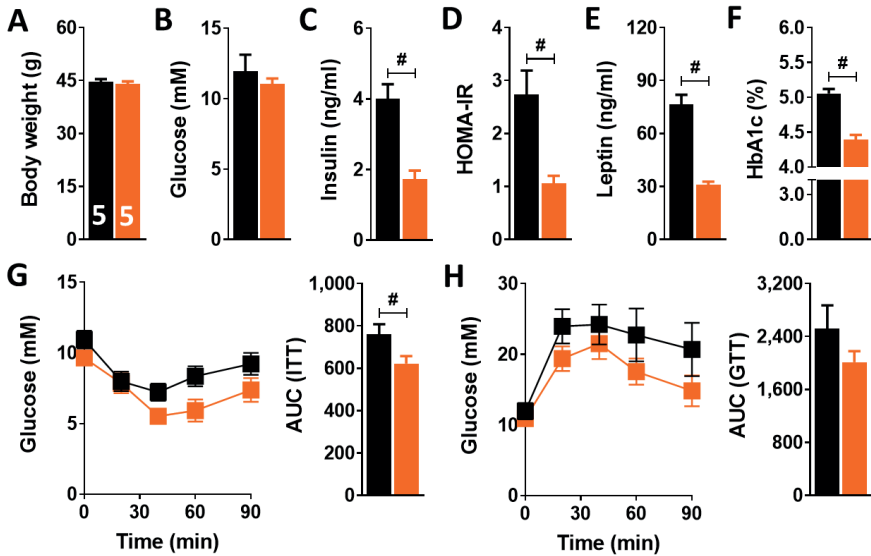 A
Body weight (g)
60
45
30
15
0
5 5
B
Glucose (mM)
15
10
5
0
C
Insulin (ng/ml)
6
4
2
0
#
D
HOMA-IR
4
3
2
1
0
#
E
Leptin (ng/ml)
120
90
60
30
0
#
F
HbA1c (%)
6.0
5.5
5.0
4.5
4.0
3.0
0.0
#
G
Glucose (mM)
15
10
5
0
0 30 60 90
Time (min)
AUC (ITT)
1,000
800
600
400
200
0
#
H
Glucose (mM)
30
20
10
0
0 30 60 90
Time (min)
AUC (GTT)
3,200
2,400
1,600
800
0